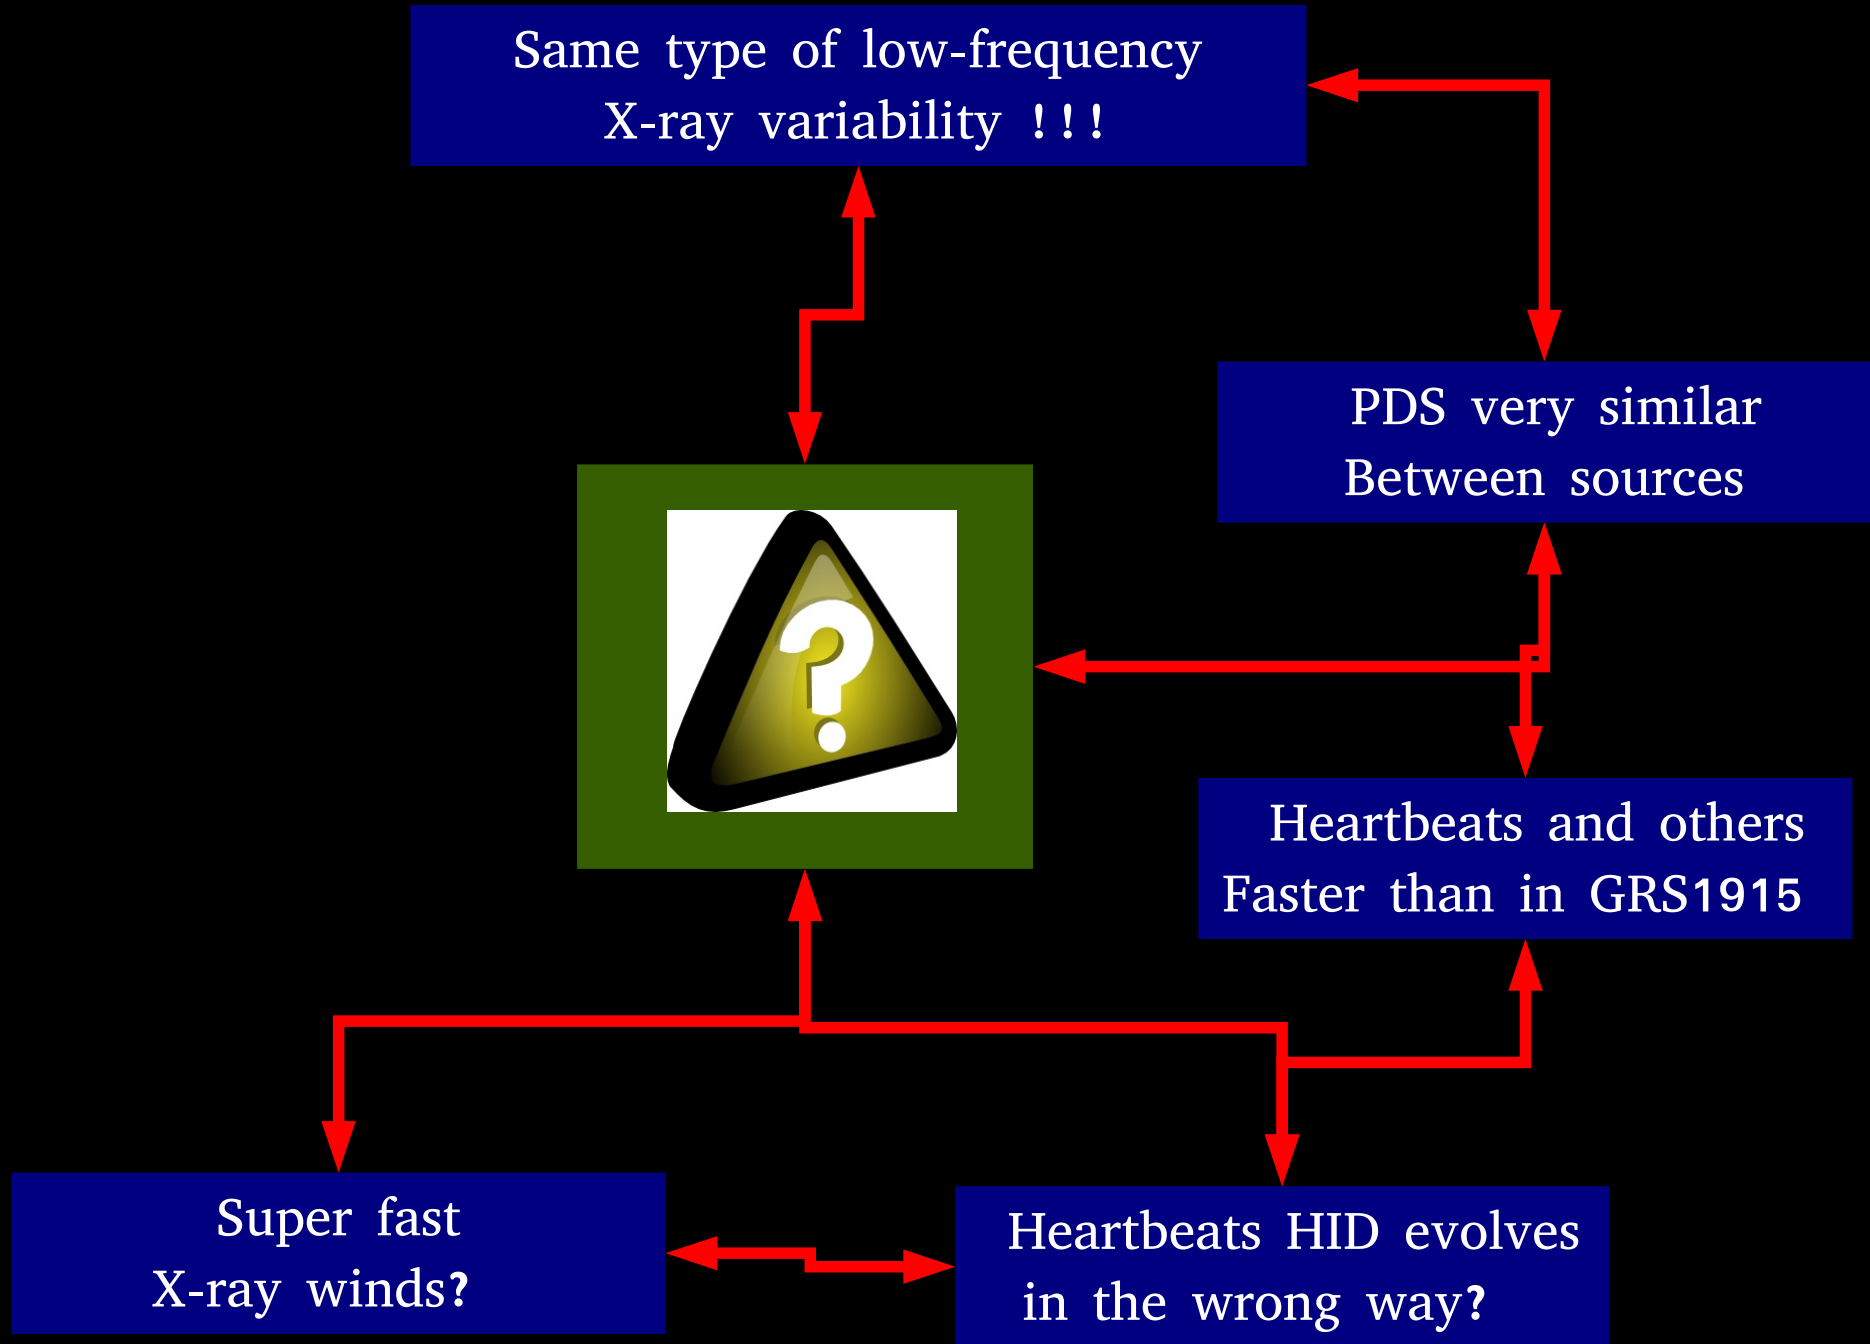 Same type of low-frequency
X-ray variability !!!
PDS very similar
Between sources
?
Heartbeats and others
Faster than in GRS1915
Super fast
X-ray winds?
Heartbeats HID evolves
in the wrong way?